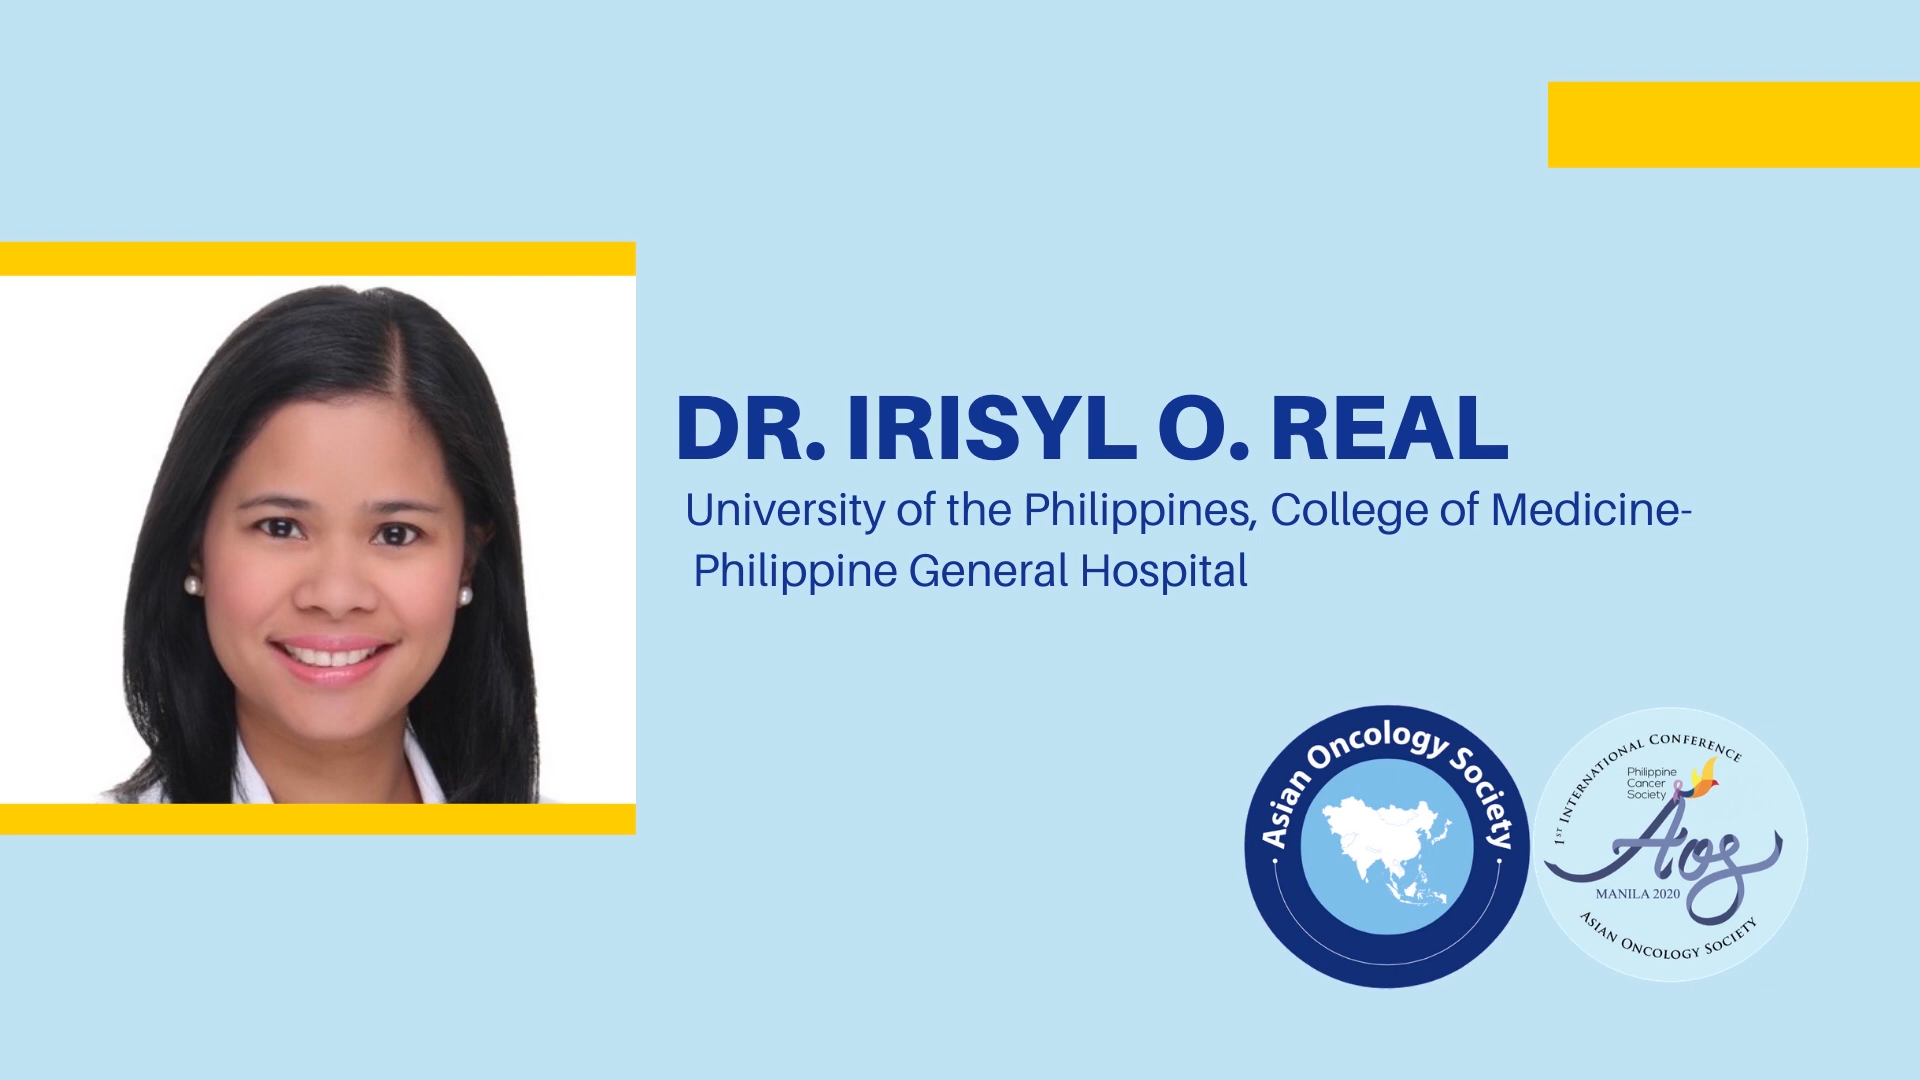 DR. IRISYL O. REAL
University of the Philippines, College of Medicine-
Philippine General Hospital
Asian Oncology Society
1ST INTERNATIONAL CONFERENCE
Philippine
Cancer
Society
Aos
MANILA 2020
ASIAN ONCOLOGY SOCIETY